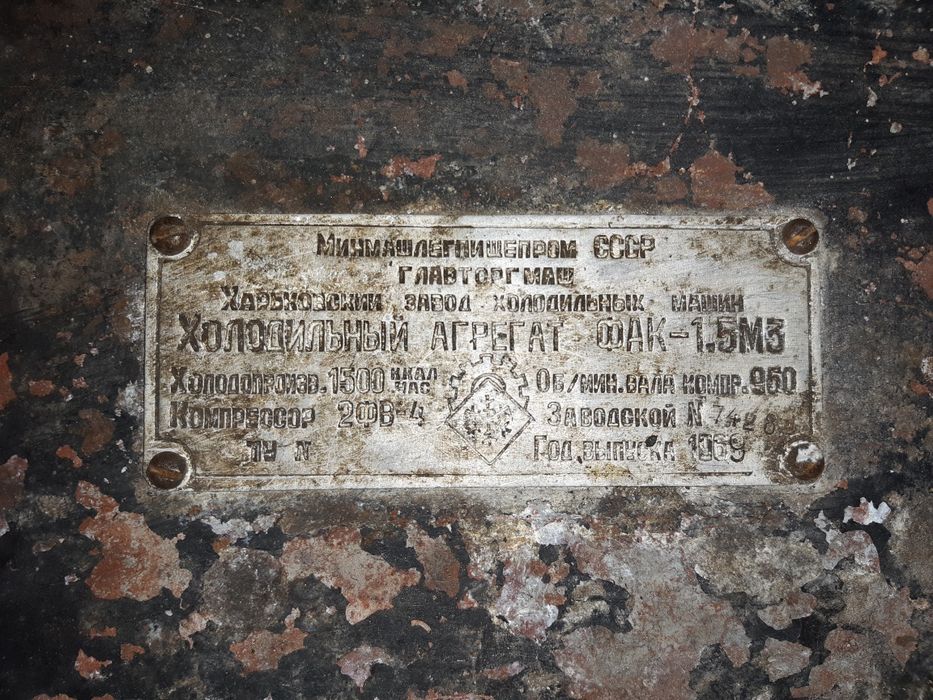 МИНМАШЛЕГПИЩЕПРОМ СССР
"ГЛАВТОРГМАШ
ХАРЬКОВСКИЙ ЗАВОД ХОЛОДИЛЬНЫХ МАШИН
ХОЛОДИЛЬНЫЙ АГРЕГАТ ФАК-1.5М3
ХОЛОДОПРОИЗВ. 1500 ККАЛ/ЧАС ОБ/МИН. ВАЛА КОМПР. 950
КОМПРЕССОР 2ФВ-4 ЗАВОДСКОЙ N
ТУ N ГОД ВЫПУСКА 1969